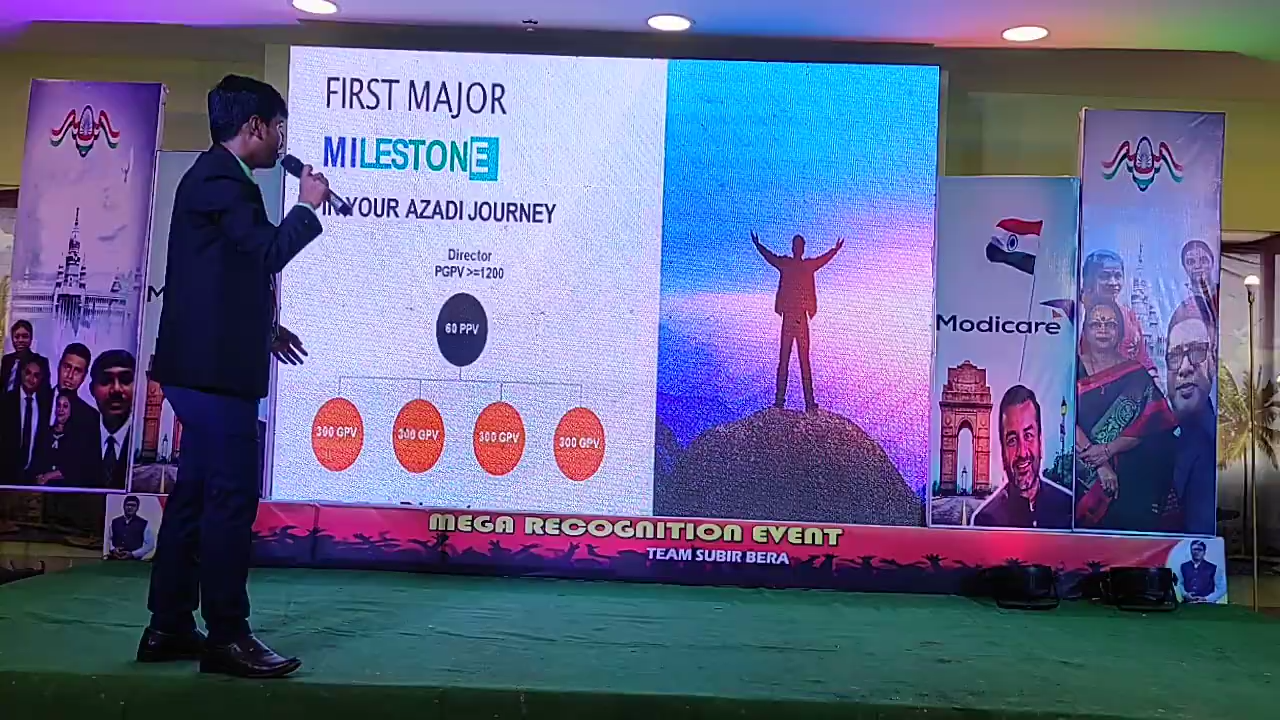 FIRST MAJOR
MILESTONE
IN YOUR AZADI JOURNEY
Director
PGPV >=1200
60 PPV
300 GPV
300 GPV
300 GPV
300 GPV
Modicare
MEGA RECOGNITION EVENT
TEAM SUBIR BERA